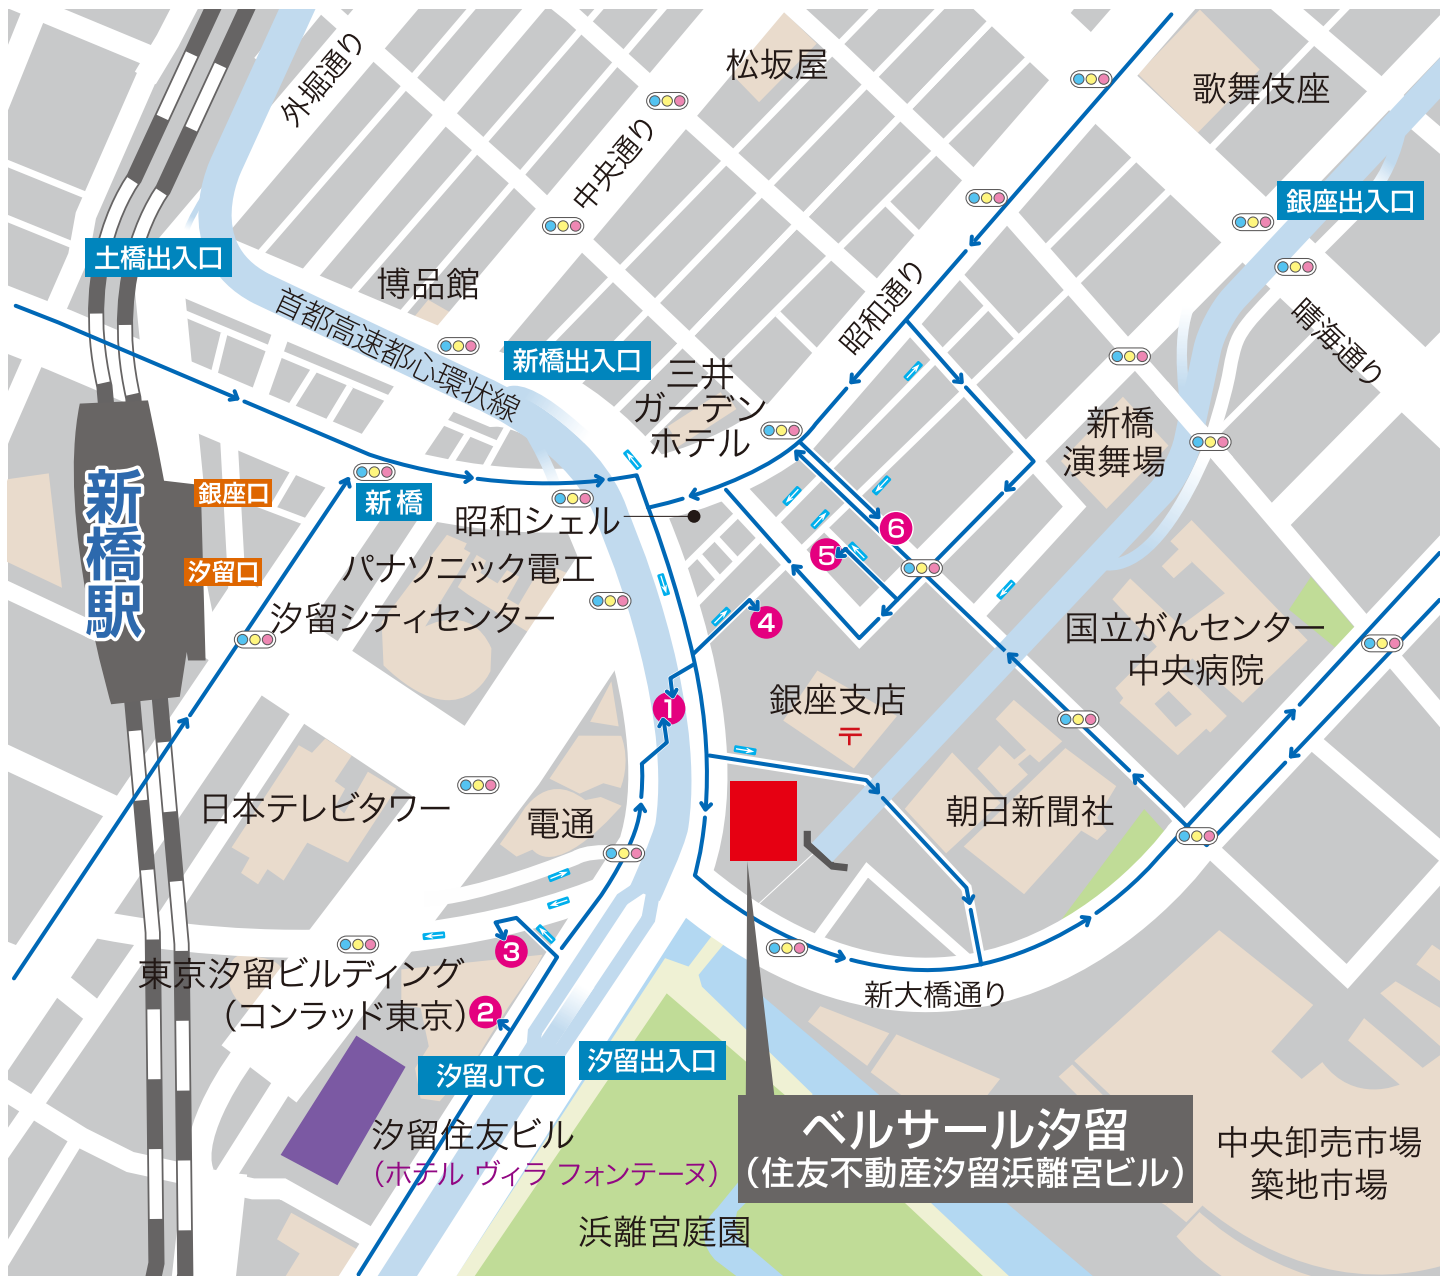 外堀通り
松坂屋
歌舞伎座
中央通り
銀座出入口
土橋出入口
博品館
昭和通り
首都高速都心環状線
新橋出入口
晴海通り
三井
ガーデン
ホテル
新橋
演舞場
新橋駅
銀座口
新橋
昭和シェル
6
5
パナソニック電工
汐留口
汐留シティセンター
4
国立がんセンター
中央病院
1
銀座支店
〒
日本テレビタワー
電通
朝日新聞社
3
東京汐留ビルディング
(コンラッド東京)
2
新大橋通り
汐留JTC
汐留出入口
汐留住友ビル
(ホテル ヴィラ フォンテーヌ)
ベルサール汐留
(住友不動産汐留浜離宮ビル)
中央卸売市場
築地市場
浜離宮庭園